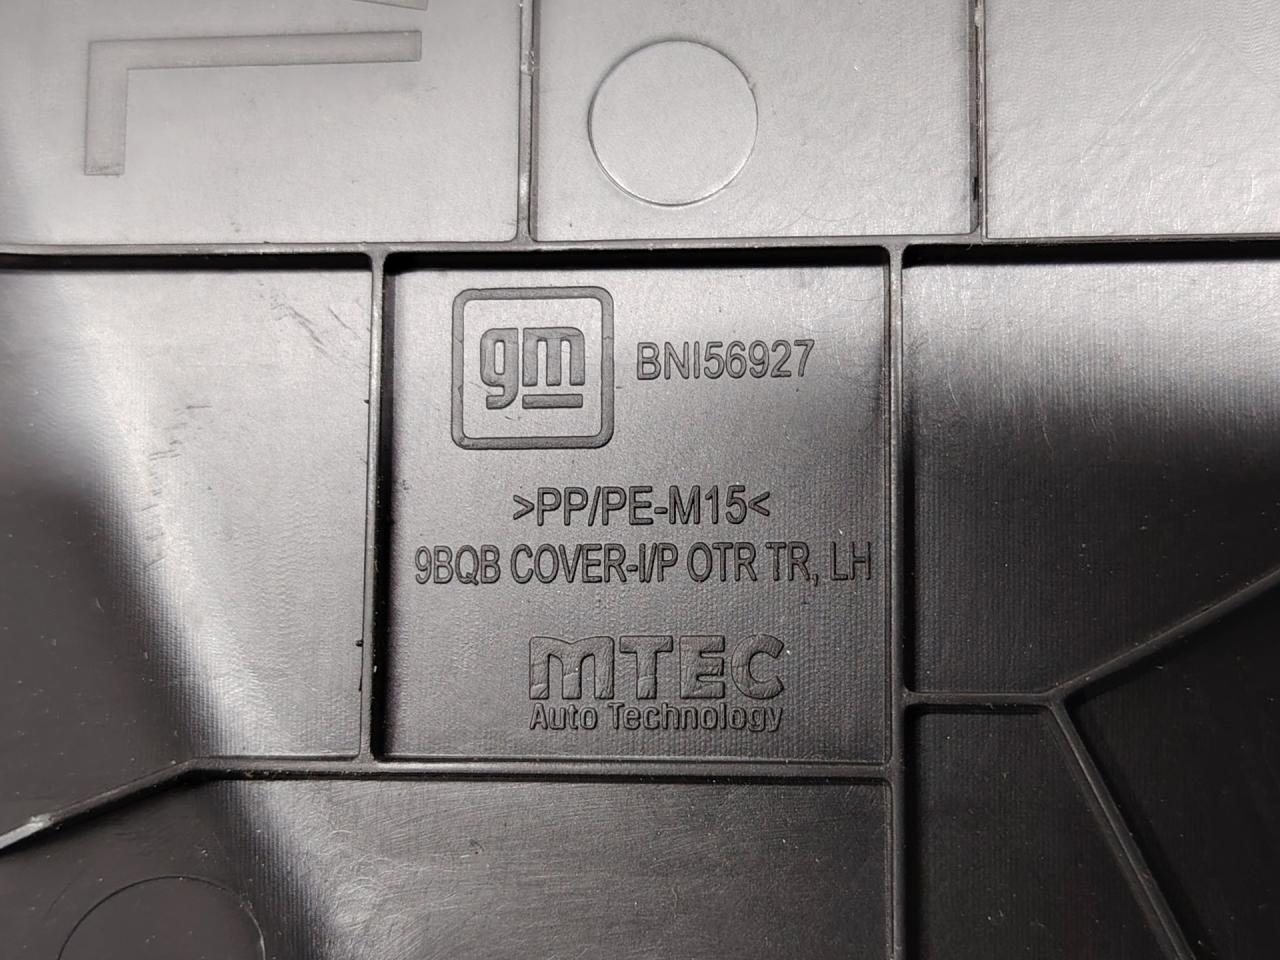 gm BNI56927
>PP/PE-M15<
9BQB COVER-I/P OTR TR, LH
MTEC
Auto Technology